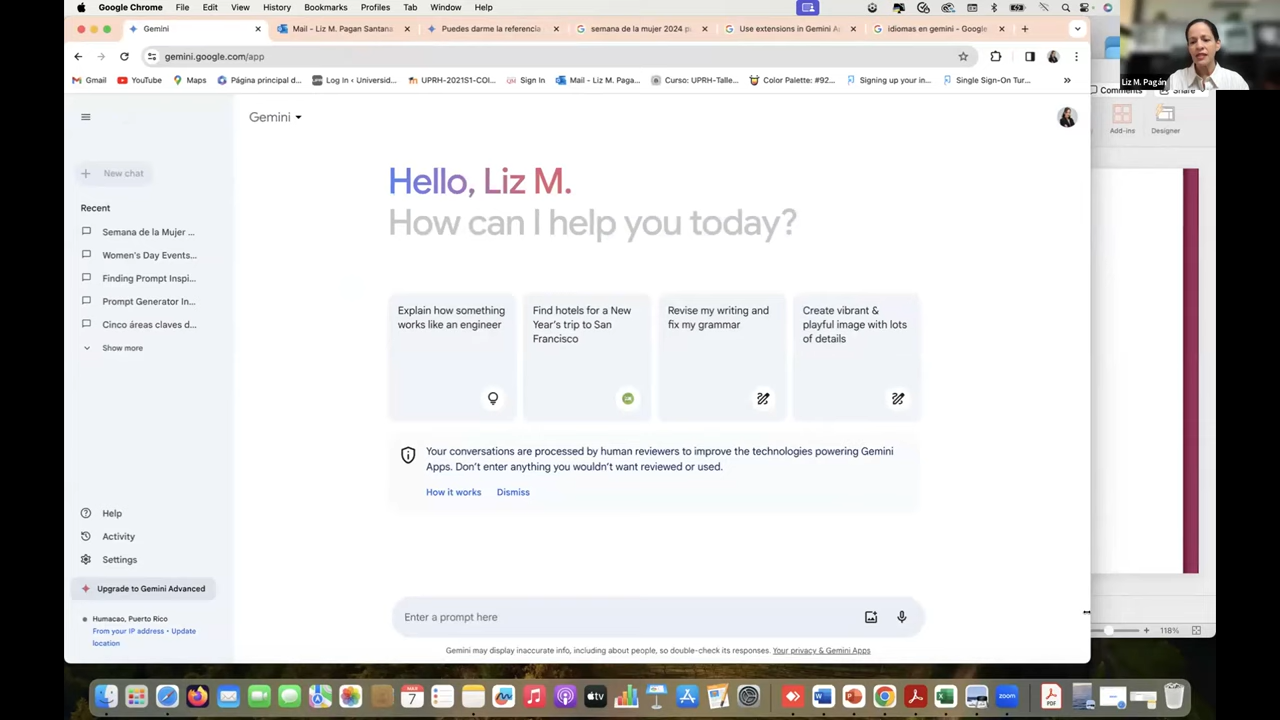 Google Chrome File Edit View History Bookmarks Profiles Tab Window Help
Gemini
Mail - Liz M. Pagan Santana
Puedes darme la referencia
semana de la mujer 2024 p
Use extensions in Gemini A
idiomas en gemini - Google
gemini.google.com/app
Gmail YouTube Maps Página principal d... Log In ‹ Universid... UPRH-2021S1-COI... Sign In Mail - Liz M. Paga... Curso: UPRH-Talle... Color Palette: #92... Signing up your in... Single Sign-On Tur... »
Liz M. Pagán
Comments Share
Add-ins Designer
Gemini
New chat
Recent
Semana de la Mujer ...
Women's Day Events...
Finding Prompt Inspi...
Prompt Generator In...
Cinco áreas claves d...
Show more
Hello, Liz M.
How can I help you today?
Explain how something
works like an engineer
Find hotels for a New
Year's trip to San
Francisco
Revise my writing and
fix my grammar
Create vibrant &
playful image with lots
of details
Your conversations are processed by human reviewers to improve the technologies powering Gemini
Apps. Don't enter anything you wouldn't want reviewed or used.
How it works Dismiss
Help
Activity
Settings
Upgrade to Gemini Advanced
Humacao, Puerto Rico
From your IP address • Update
location
Enter a prompt here
Gemini may display inaccurate info, including about people, so double-check its responses. Your privacy & Gemini Apps
118%
MAR
7
tv
zoom
PDF